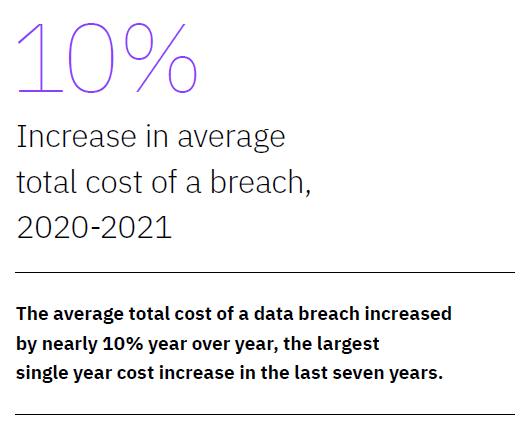 10%
Increase in average
total cost of a breach,
2020-2021
The average total cost of a data breach increased
by nearly 10% year over year, the largest
single year cost increase in the last seven years.